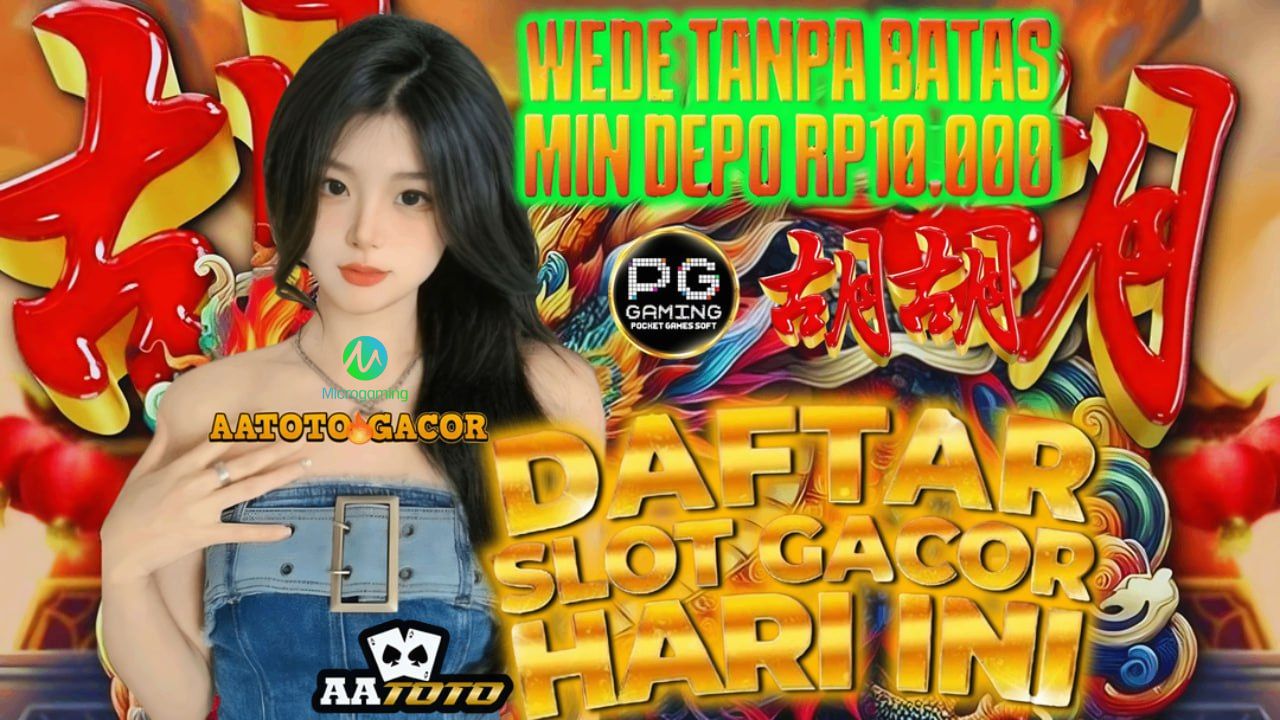 WEDE TANPA BATAS
MIN DEPO RP10.000
PG
GAMING
POCKET GAMES SOFT
胡胡
Microgaming
AATOTO GACOR
DAFTAR
SLOT GACOR
HARI INI
AATOTO